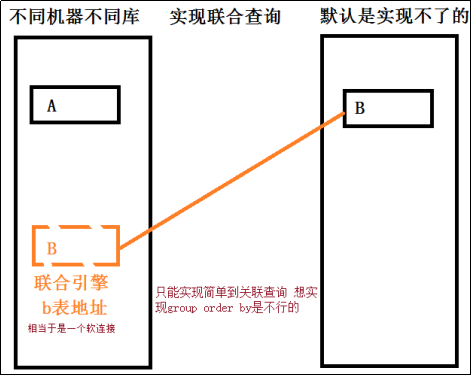 不同机器不同库 实现联合查询 默认是实现不了的
A
B
B
联合引擎
b表地址
相当于是一个软连接
只能实现简单到关联查询 想实
现group order by是不行的